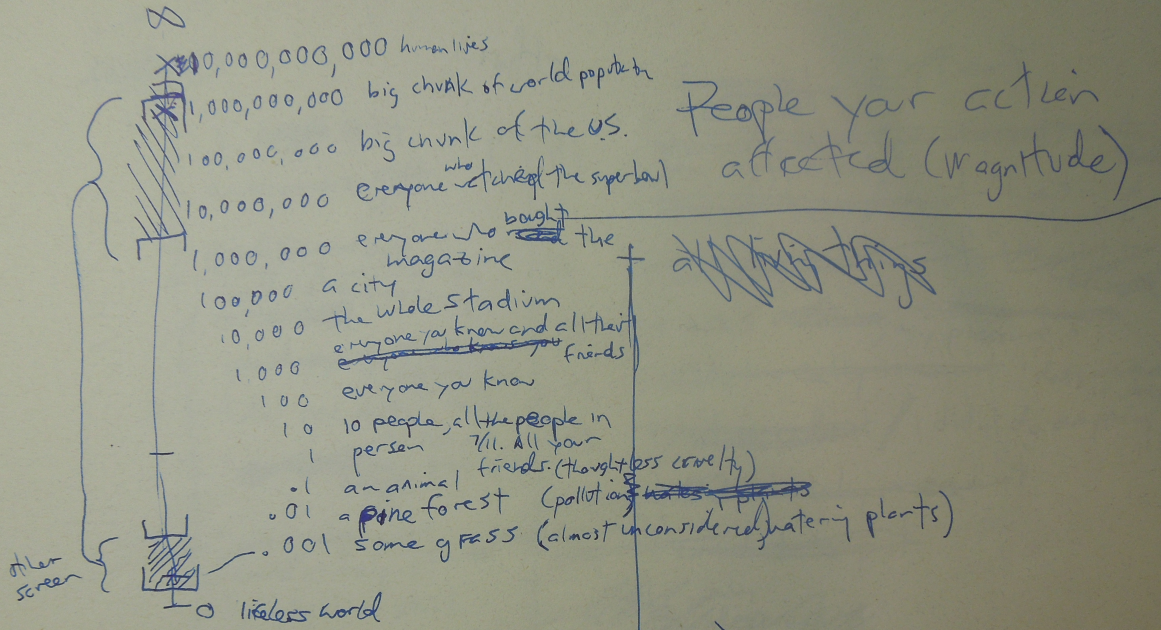 ∞
10,000,000,000 human lives
1,000,000,000 big chunk of world population
100,000,000 big chunk of the U.S.
10,000,000 everyone who watched the superbowl
1,000,000 everyone who bought the
magazine
100,000 a city
10,000 the whole stadium
1000 everyone you know and all their
friends
100 everyone you know
10 10 people, all the people in
7/11. All your
friends.
1 person
.1 an animal (thoughtless cruelty)
.01 a pine forest (pollution)
.001 some grass (almost unconsidered, watering plants)
0 lifeless world
other
screen
People your action
affected (magnitude)
all living things